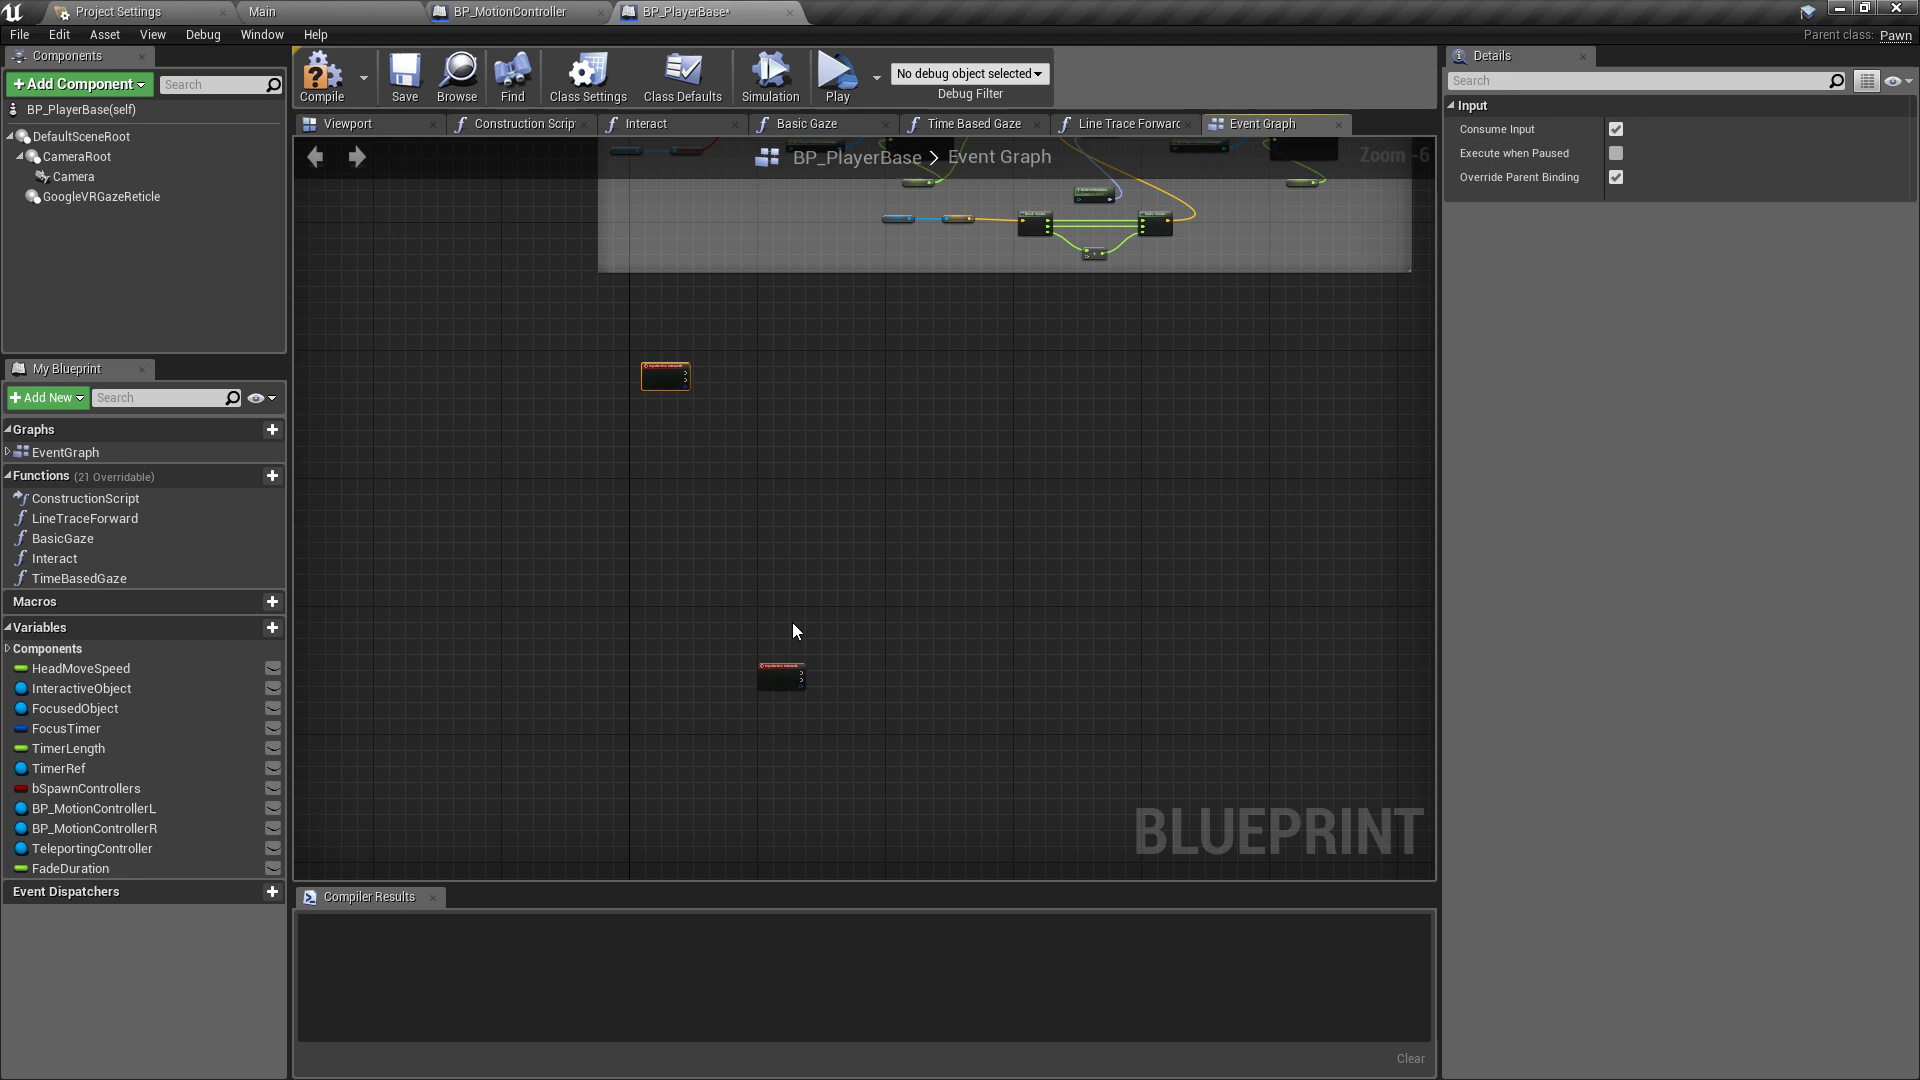 Project Settings
Main
BP_MotionController
BP_PlayerBase*
File Edit Asset View Debug Window Help
Parent class: Pawn
Components
+ Add Component
Search
BP_PlayerBase(self)
DefaultSceneRoot
CameraRoot
Camera
GoogleVRGazeReticle
My Blueprint
+ Add New
Search
Graphs
EventGraph
Functions (21 Overridable)
ConstructionScript
LineTraceForward
BasicGaze
Interact
TimeBasedGaze
Macros
Variables
Components
HeadMoveSpeed
InteractiveObject
FocusedObject
FocusTimer
TimerLength
TimerRef
bSpawnControllers
BP_MotionControllerL
BP_MotionControllerR
TeleportingController
FadeDuration
Event Dispatchers
Compile
Save
Browse
Find
Class Settings
Class Defaults
Simulation
Play
No debug object selected
Debug Filter
Viewport
Construction Scrip
Interact
Basic Gaze
Time Based Gaze
Line Trace Forwarc
Event Graph
BP_PlayerBase > Event Graph
Zoom -6
BLUEPRINT
Compiler Results
Clear
Details
Search
Input
Consume Input
Execute when Paused
Override Parent Binding